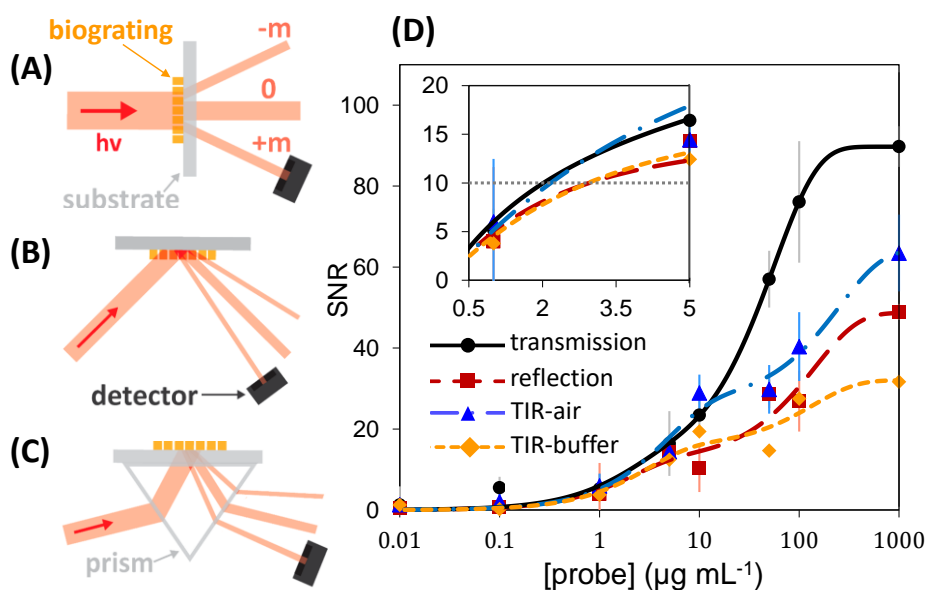 (A)
biograting
-m
0
+m
hv
substrate
(B)
detector
(C)
prism
(D)
SNR
100
80
60
40
20
0
20
15
10
5
0
0.5
2
3.5
5
transmission
reflection
TIR-air
TIR-buffer
0.01
0.1
1
10
100
1000
[probe] (μg mL-1)